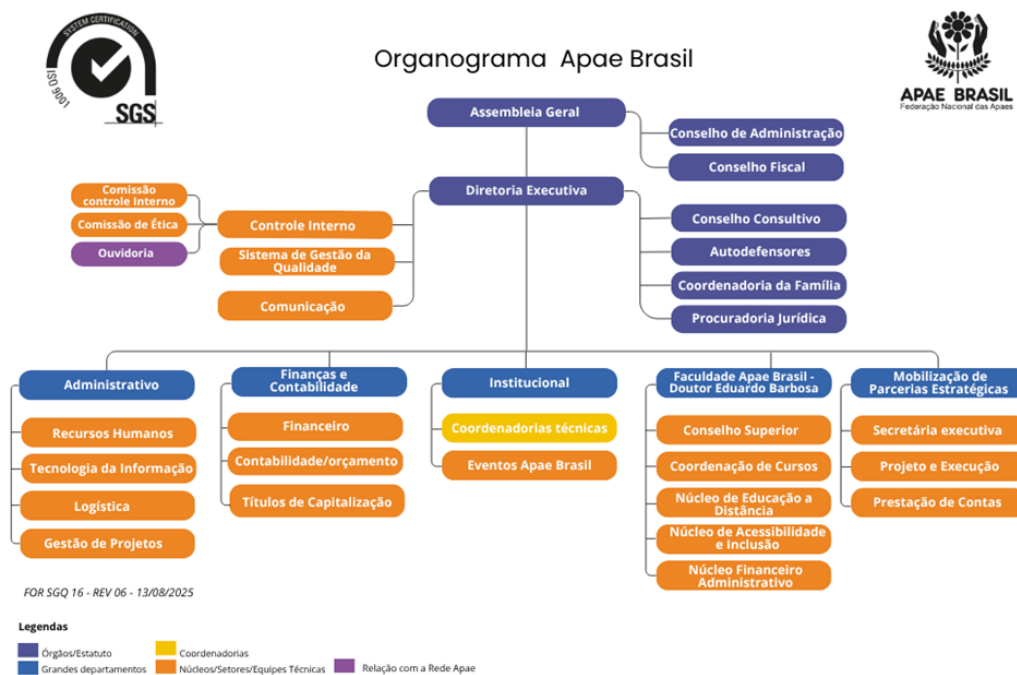 SYSTEM CERTIFICATION
ISO 9001
SGS
Organograma Apae Brasil
APAE BRASIL
Federação Nacional das Apaes
Assembleia Geral
Conselho de Administração
Conselho Fiscal
Diretoria Executiva
Comissão
controle Interno
Comissão de Ética
Ouvidoria
Controle Interno
Sistema de Gestão da
Qualidade
Comunicação
Conselho Consultivo
Autodefensores
Coordenadoria da Família
Procuradoria Jurídica
Administrativo
Recursos Humanos
Tecnologia da Informação
Logística
Gestão de Projetos
Finanças e
Contabilidade
Financeiro
Contabilidade/orçamento
Títulos de Capitalização
Institucional
Coordenadorias técnicas
Eventos Apae Brasil
Faculdade Apae Brasil -
Doutor Eduardo Barbosa
Conselho Superior
Coordenação de Cursos
Núcleo de Educação a
Distância
Núcleo de Acessibilidade
e Inclusão
Núcleo Financeiro
Administrativo
Mobilização de
Parcerias Estratégicas
Secretária executiva
Projeto e Execução
Prestação de Contas
FOR SGQ 16 - REV 06 - 13/08/2025
Legendas
Órgãos/Estatuto
Coordenadorias
Grandes departamentos
Núcleos/Setores/Equipes Técnicas
Relação com a Rede Apae